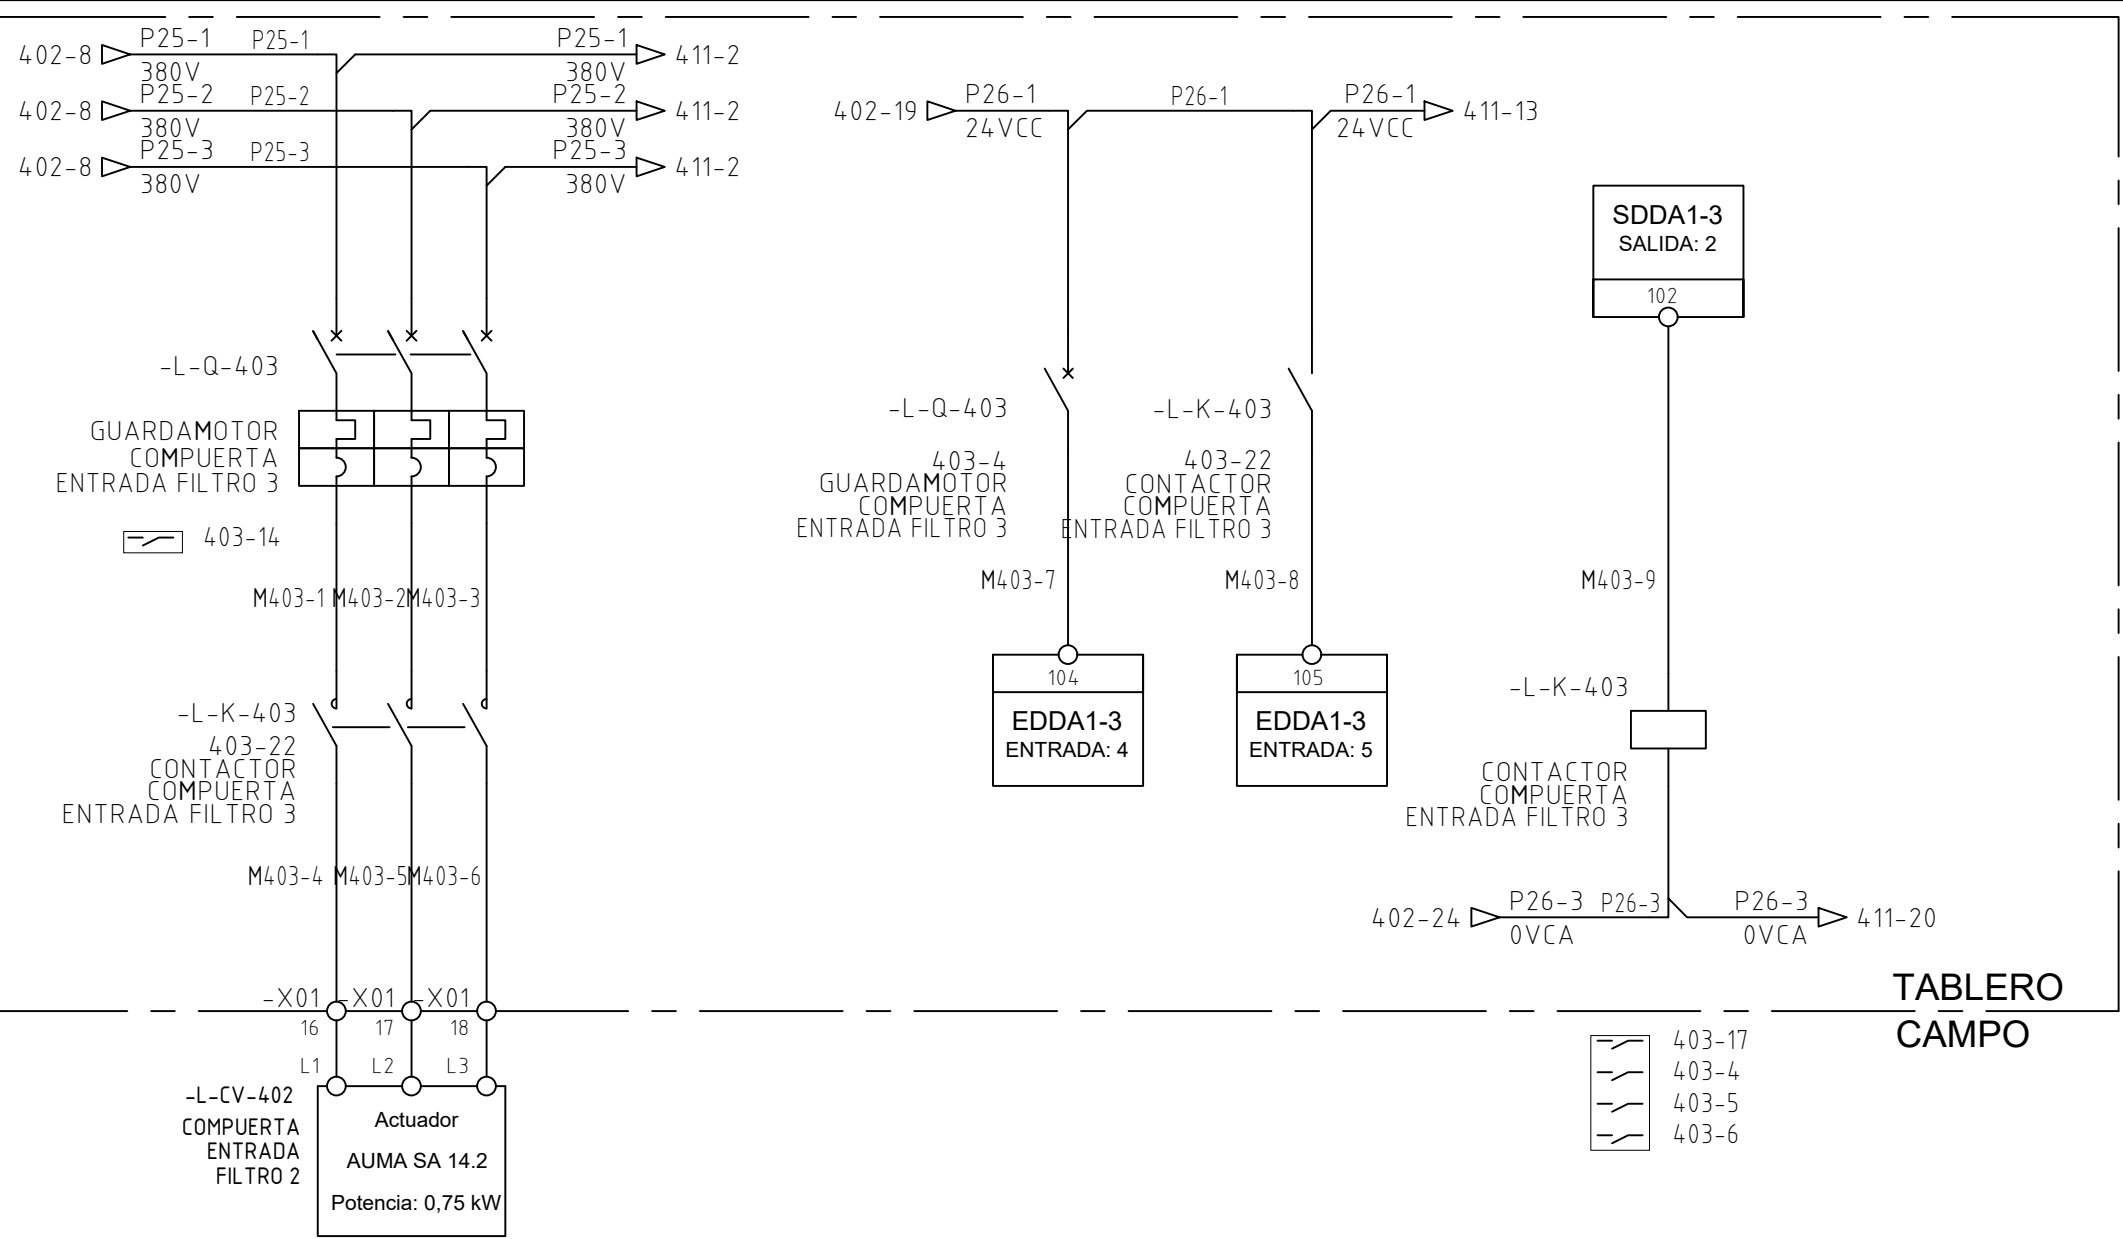 402-8
P25-1
P25-1
380V
P25-1
380V
411-2
402-8
P25-2
P25-2
380V
P25-2
380V
411-2
402-8
P25-3
P25-3
380V
P25-3
380V
411-2
-L-Q-403
GUARDAMOTOR
COMPUERTA
ENTRADA FILTRO 3
403-14
M403-1
M403-2
M403-3
-L-K-403
403-22
CONTACTOR
COMPUERTA
ENTRADA FILTRO 3
M403-4
M403-5
M403-6
-X01
-X01
-X01
16
17
18
L1
L2
L3
-L-CV-402
COMPUERTA
ENTRADA
FILTRO 2
Actuador
AUMA SA 14.2
Potencia: 0,75 kW
402-19
P26-1
24VCC
P26-1
P26-1
24VCC
411-13
-L-Q-403
403-4
GUARDAMOTOR
COMPUERTA
ENTRADA FILTRO 3
M403-7
104
EDDA1-3
ENTRADA: 4
-L-K-403
403-22
CONTACTOR
COMPUERTA
ENTRADA FILTRO 3
M403-8
105
EDDA1-3
ENTRADA: 5
SDDA1-3
SALIDA: 2
102
M403-9
-L-K-403
CONTACTOR
COMPUERTA
ENTRADA FILTRO 3
402-24
P26-3
0VCA
P26-3
P26-3
0VCA
411-20
TABLERO
CAMPO
403-17
403-4
403-5
403-6